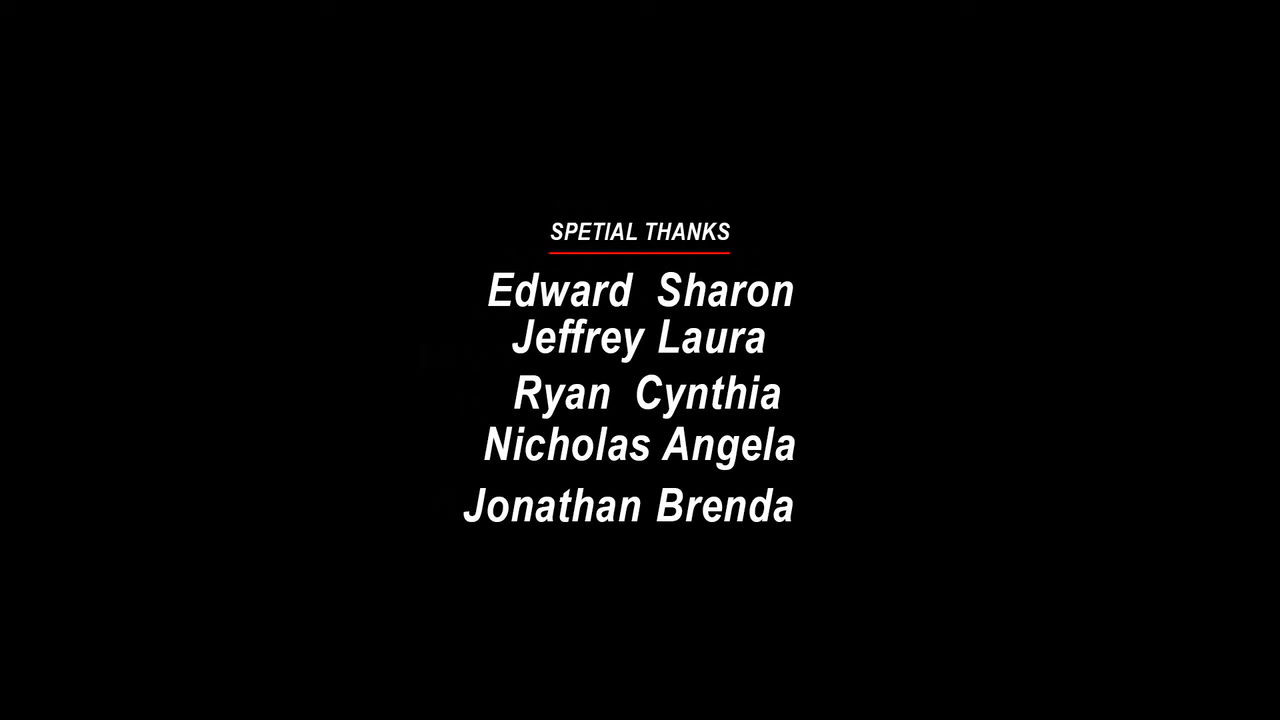 SPETIAL THANKS
Edward Sharon
Jeffrey Laura
Ryan Cynthia
Nicholas Angela
Jonathan Brenda